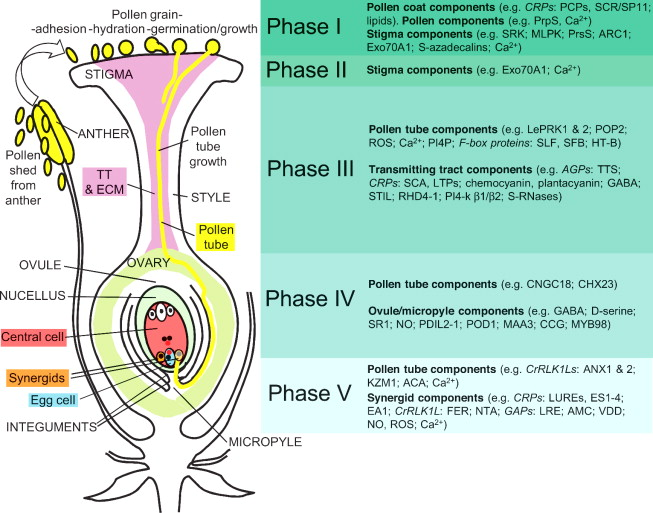 Pollen grain-
-adhesion-hydration-germination/growth
STIGMA
ANTHER
Pollen
shed
from
anther
Pollen
tube
growth
TT
& ECM
STYLE
Pollen
tube
OVARY
OVULE
NUCELLUS
Central cell
Synergids
Egg cell
INTEGUMENTS
MICROPYLE
Phase I
Pollen coat components (e.g. CRPs: PCPs, SCR/SP11;
lipids). Pollen components (e.g. PrpS, Ca²⁺)
Stigma components (e.g. SRK; MLPK; PrsS; ARC1;
Exo70A1; S-azadecalins; Ca²⁺)
Phase II
Stigma components (e.g. Exo70A1; Ca²⁺)
Phase III
Pollen tube components (e.g. LePRK1 & 2; POP2;
ROS; Ca²⁺; PI4P; F-box proteins: SLF, SFB; HT-B)
Transmitting tract components (e.g. AGPs: TTS;
CRPs: SCA, LTPs; chemocyanin, plantacyanin; GABA;
STIL; RHD4-1; PI4-k β1/β2; S-RNases)
Phase IV
Pollen tube components (e.g. CNGC18; CHX23)
Ovule/micropyle components (e.g. GABA; D-serine;
SR1; NO; PDIL2-1; POD1; MAA3; CCG; MYB98)
Phase V
Pollen tube components (e.g. CrRLK1Ls: ANX1 & 2;
KZM1; ACA; Ca²⁺)
Synergid components (e.g. CRPs: LUREs, ES1-4;
EA1; CrRLK1L: FER; NTA; GAPs: LRE; AMC; VDD;
NO, ROS; Ca²⁺)